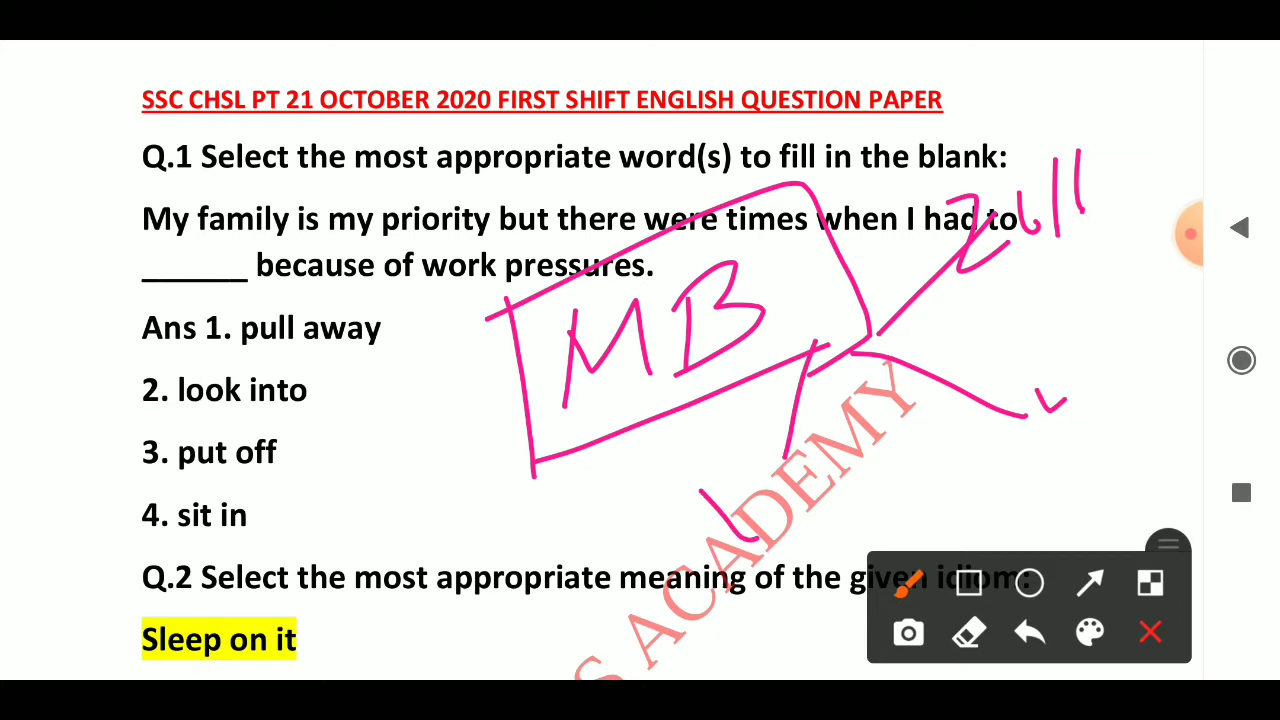 SSC CHSL PT 21 OCTOBER 2020 FIRST SHIFT ENGLISH QUESTION PAPER
Q.1 Select the most appropriate word(s) to fill in the blank:
My family is my priority but there were times when I had to
______ because of work pressures.
Ans 1. pull away
2. look into
3. put off
4. sit in
MB
Q.2 Select the most appropriate meaning of the given idiom:
Sleep on it
S ACADEMY